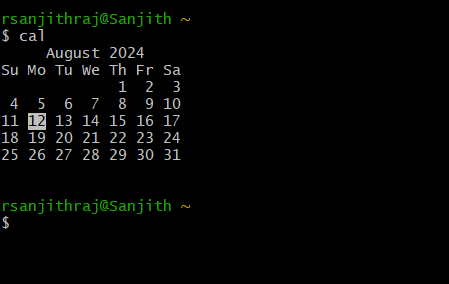 rsanjithraj@Sanjith ~
$ cal
    August 2024
Su Mo Tu We Th Fr Sa
             1  2  3
 4  5  6  7  8  9 10
11 12 13 14 15 16 17
18 19 20 21 22 23 24
25 26 27 28 29 30 31
rsanjithraj@Sanjith ~
$